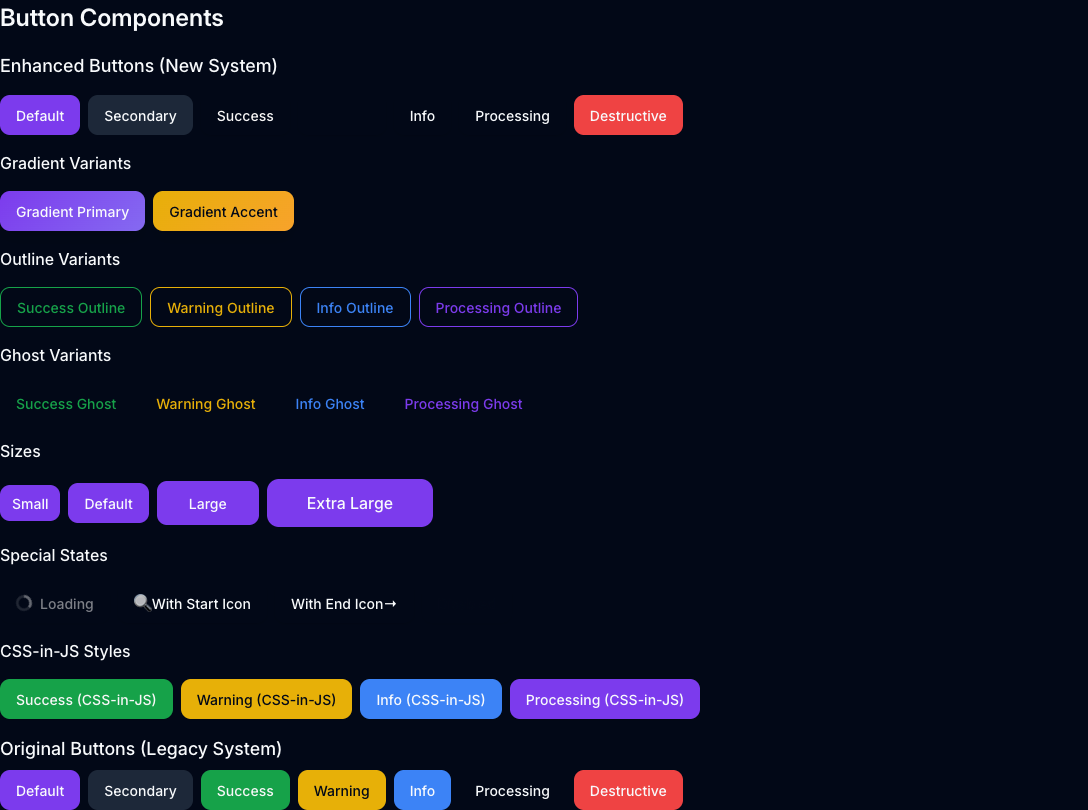 Button Components
Enhanced Buttons (New System)
Default Secondary Success Info Processing Destructive
Gradient Variants
Gradient Primary Gradient Accent
Outline Variants
Success Outline Warning Outline Info Outline Processing Outline
Ghost Variants
Success Ghost Warning Ghost Info Ghost Processing Ghost
Sizes
Small Default Large Extra Large
Special States
Loading 🔍With Start Icon With End Icon→
CSS-in-JS Styles
Success (CSS-in-JS) Warning (CSS-in-JS) Info (CSS-in-JS) Processing (CSS-in-JS)
Original Buttons (Legacy System)
Default Secondary Success Warning Info Processing Destructive